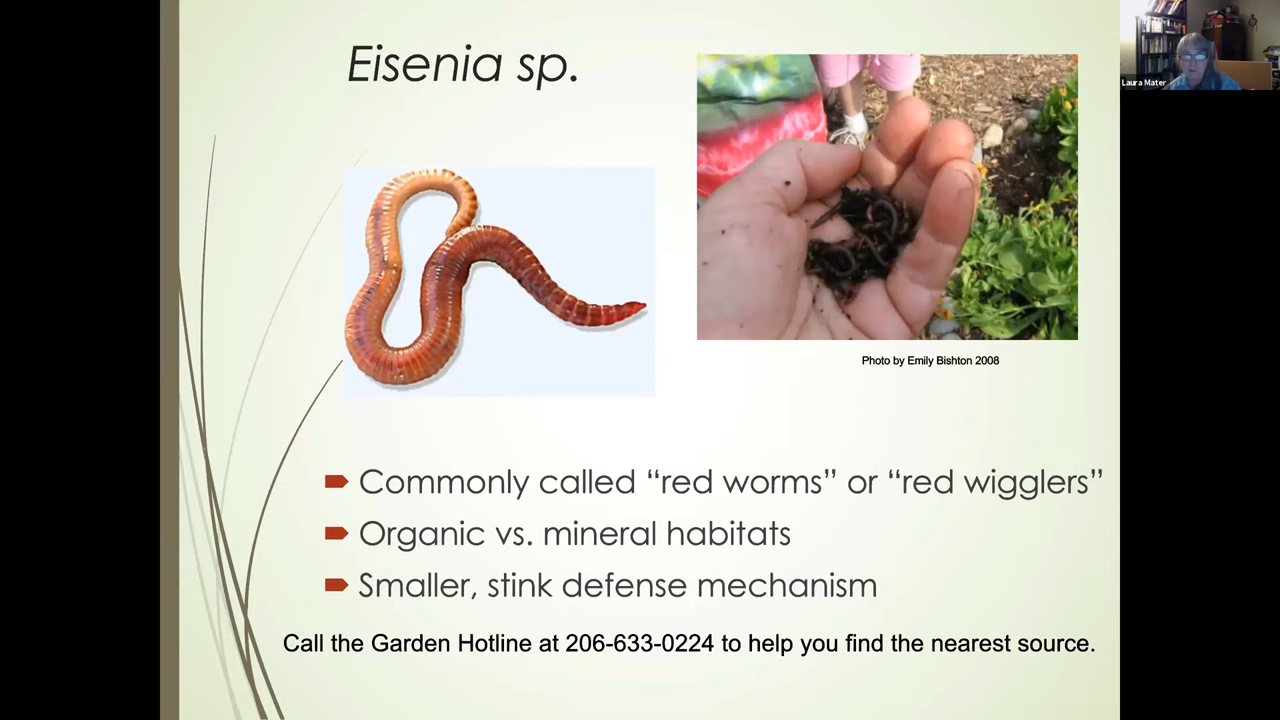 Eisenia sp.
Laura Mater
Photo by Emily Bishton 2008
Commonly called “red worms” or “red wigglers”
Organic vs. mineral habitats
Smaller, stink defense mechanism
Call the Garden Hotline at 206-633-0224 to help you find the nearest source.